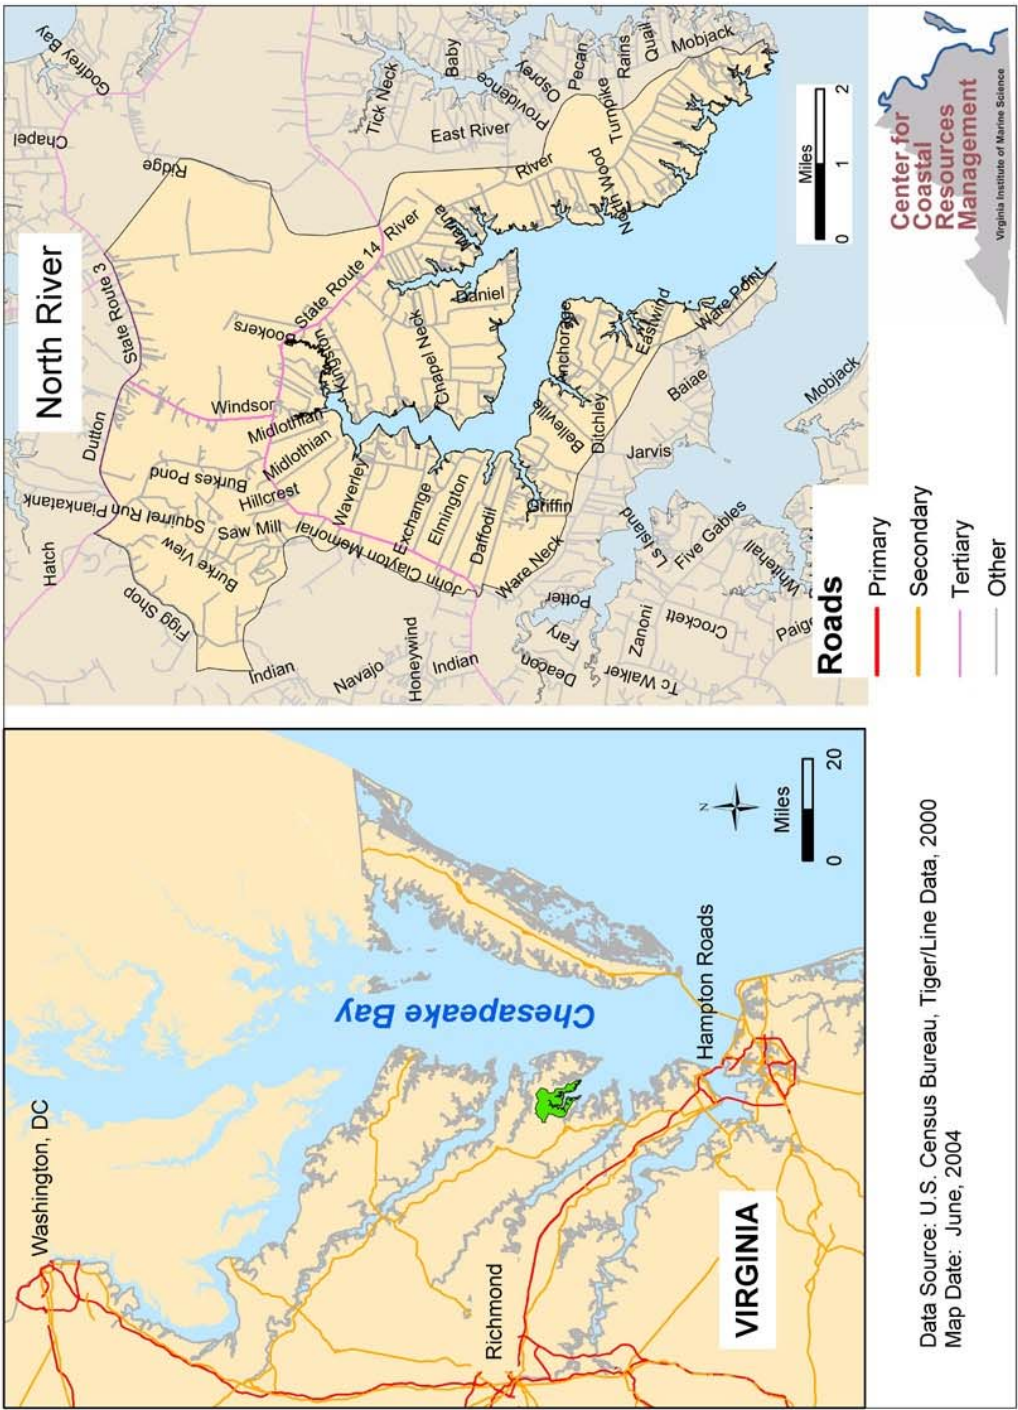 Washington, DC
Chesapeake Bay
Richmond
Hampton Roads
VIRGINIA
N
Miles
0 20
Data Source: U.S. Census Bureau, Tiger/Line Data, 2000
Map Date: June, 2004
North River
Hatch
Dutton
State Route 3
Chapel
Godfrey Bay
Ridge
Piankatank
Squirrel Run
Burkes Pond
Windsor
Bookers
State Route 14
River
Tick Neck
Baby
East River
Providence
Osprey
Pecan
Rains
Quail
Mobjack
Turnpike
River
North
Wood
Marina
Figg Shop
Burke View
Saw Mill
Hillcrest
Midlothian
Midlothian
Kingston
Chapel Neck
Daniel
Indian
Navajo
Honeywind
Indian
John Clayton Memorial
Waverley
Exchange
Elmington
Daffodil
Griffin
Ware Neck
Belleville
Anchorage
Ditchley
Eastwind
Ware Point
Baiae
Jarvis
Mobjack
Deacon
Fary
Potter
Zanoni
Tc Walker
Crockett
Five Gables
Whitehall
Island
Paige
Miles
0 1 2
Roads
Primary
Secondary
Tertiary
Other
Center for
Coastal
Resources
Management
Virginia Institute of Marine Science